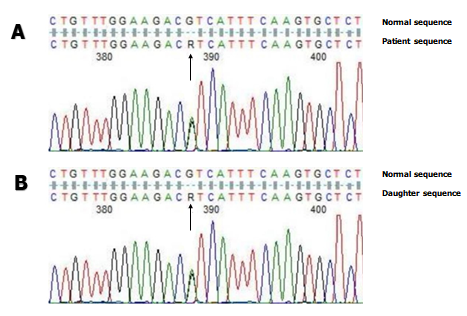 A
CTGTTTGGAAGACGTCATTTCAAGTGCTCT Normal sequence
CTGTTTGGAAGACRTCATTTCAAGTGCTCT Patient sequence
380 390 400
B
CTGTTTGGAAGACGTCATTTCAAGTGCTCT Normal sequence
CTGTTTGGAAGACRTCATTTCAAGTGCTCT Daughter sequence
380 390 400